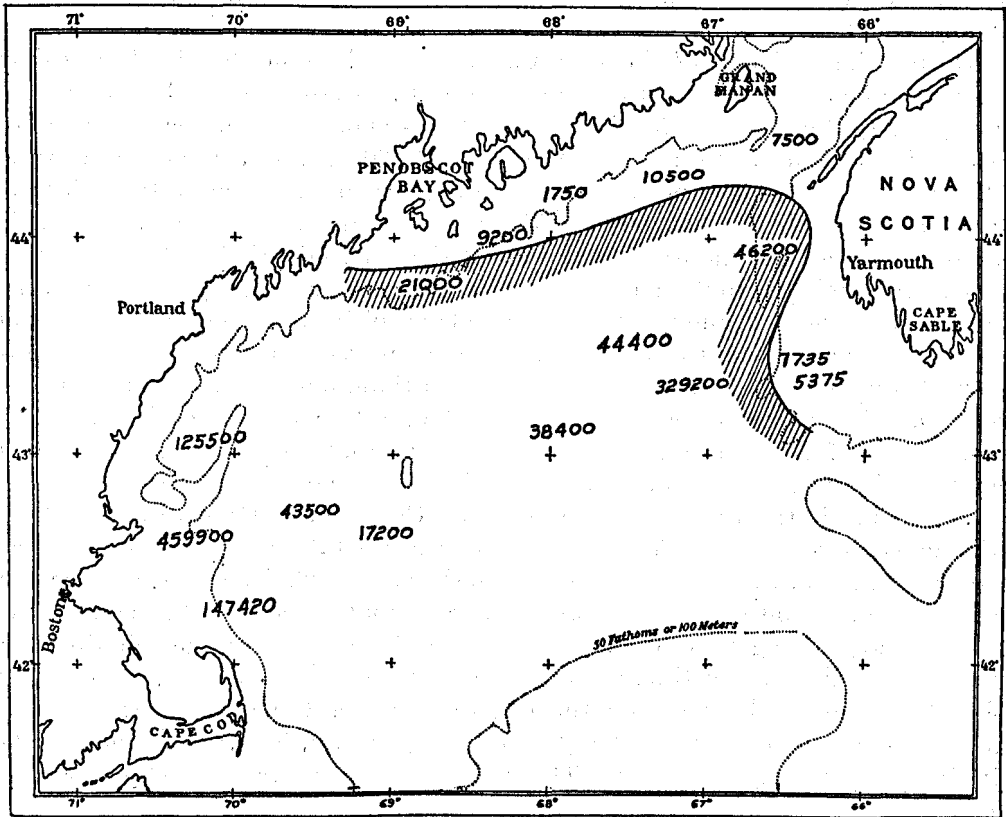 71° 70° 69° 68° 67° 66°
GRAND
MANAN
7500
PENOBSCOT
BAY
1750
10500
NOVA
SCOTIA
44°
9200
46200
44°
21000
Yarmouth
Portland
CAPE
SABLE
44400
7735
329200
5375
125500
38400
43°
43°
43500
17200
459900
Boston
147420
50 Fathoms or 100 Meters
42°
42°
CAPE COD
71° 70° 69° 68° 67° 66°